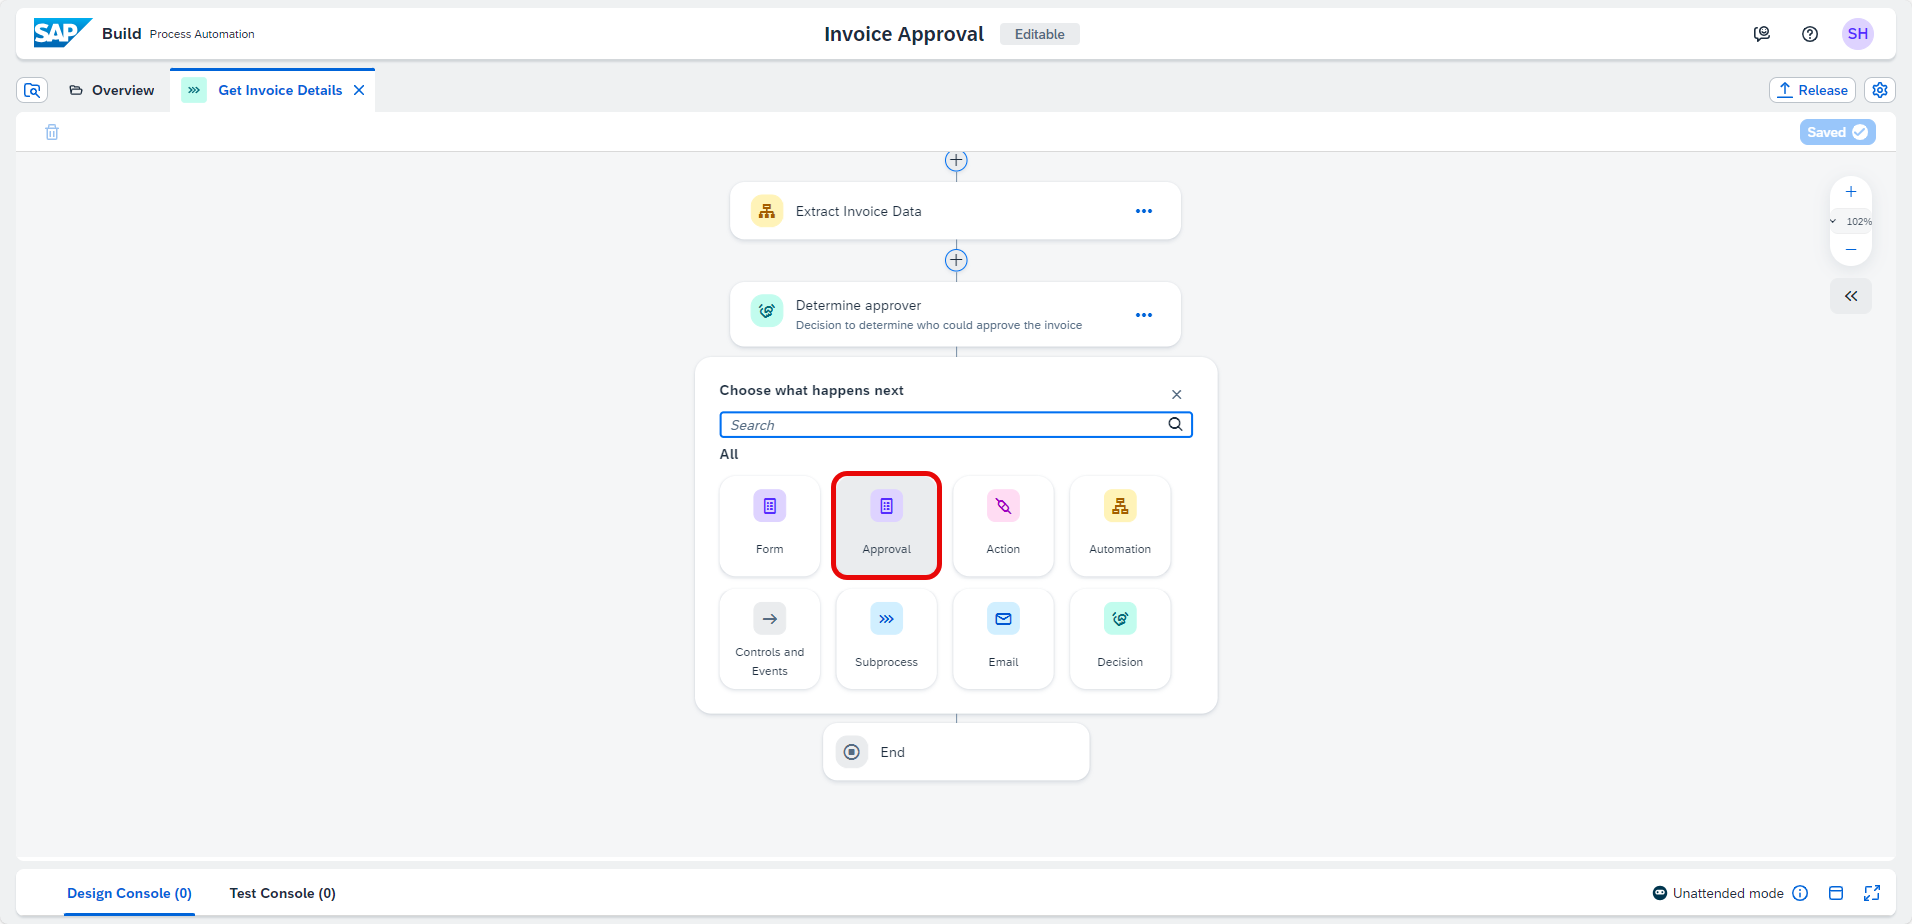 SAP Build Process Automation
Invoice Approval Editable
SH
Overview
Get Invoice Details
Release
Saved
Extract Invoice Data
102%
Determine approver
Decision to determine who could approve the invoice
Choose what happens next
Search
All
Form Approval Action Automation
Controls and
Events
Subprocess Email Decision
End
Design Console (0) Test Console (0)
Unattended mode